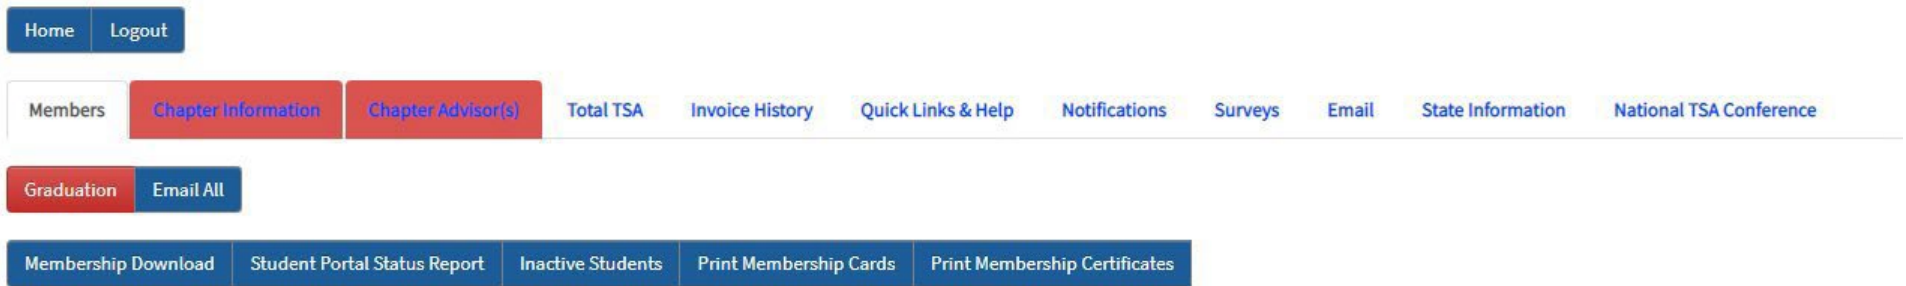 Home Logout
Members Chapter Information Chapter Advisor(s) Total TSA Invoice History Quick Links & Help Notifications Surveys Email State Information National TSA Conference
Graduation Email All
Membership Download Student Portal Status Report Inactive Students Print Membership Cards Print Membership Certificates